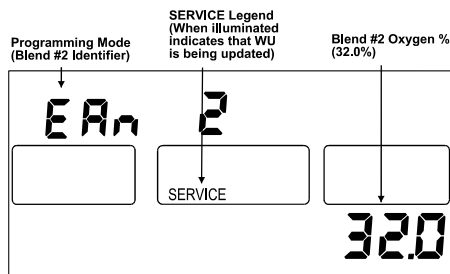 Programming Mode
(Blend #2 Identifier)
SERVICE Legend
(When illuminated
indicates that WU
is being updated)
Blend #2 Oxygen %
(32.0%)
EAn 2
SERVICE
32.0